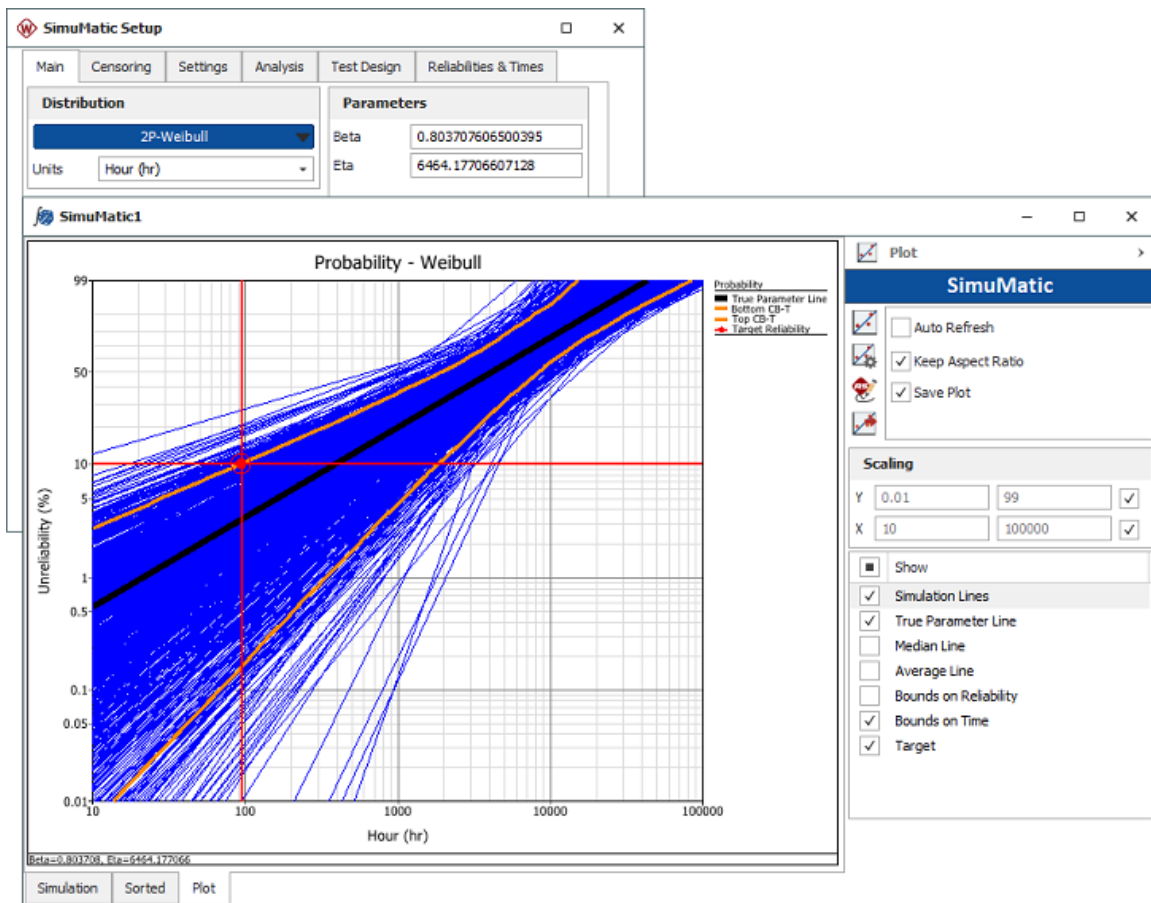 SimuMatic Setup
Main Censoring Settings Analysis Test Design Reliabilities & Times
Distribution
2P-Weibull
Units Hour (hr)
Parameters
Beta 0.803707606500395
Eta 6464.17706607128
SimuMatic1
Probability - Weibull
Unreliability (%)
99
50
10
5
1
0.5
0.1
0.05
0.01
10 100 1000 10000 100000
Hour (hr)
Probability
True Parameter Line
Bottom CB-T
Top CB-T
Target Reliability
Beta=0.803708, Eta=6464.177066
Simulation Sorted Plot
Plot
SimuMatic
Auto Refresh
Keep Aspect Ratio
Save Plot
Scaling
Y 0.01 99
X 10 100000
Show
Simulation Lines
True Parameter Line
Median Line
Average Line
Bounds on Reliability
Bounds on Time
Target